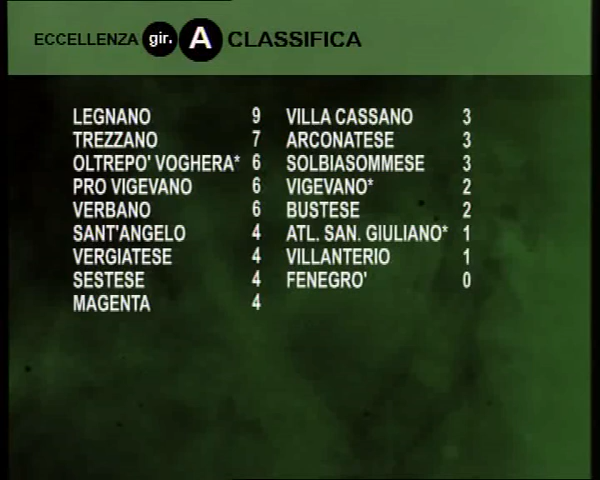 ECCELLENZA gir. A CLASSIFICA
LEGNANO 9
TREZZANO 7
OLTREPO' VOGHERA* 6
PRO VIGEVANO 6
VERBANO 6
SANT'ANGELO 4
VERGIATESE 4
SESTESE 4
MAGENTA 4
VILLA CASSANO 3
ARCONATESE 3
SOLBIASOMMESE 3
VIGEVANO* 2
BUSTESE 2
ATL. SAN. GIULIANO* 1
VILLANTERIO 1
FENEGRO' 0